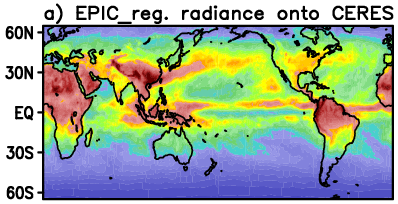 a) EPIC_reg. radiance onto CERES
60N
30N
EQ
30S
60S